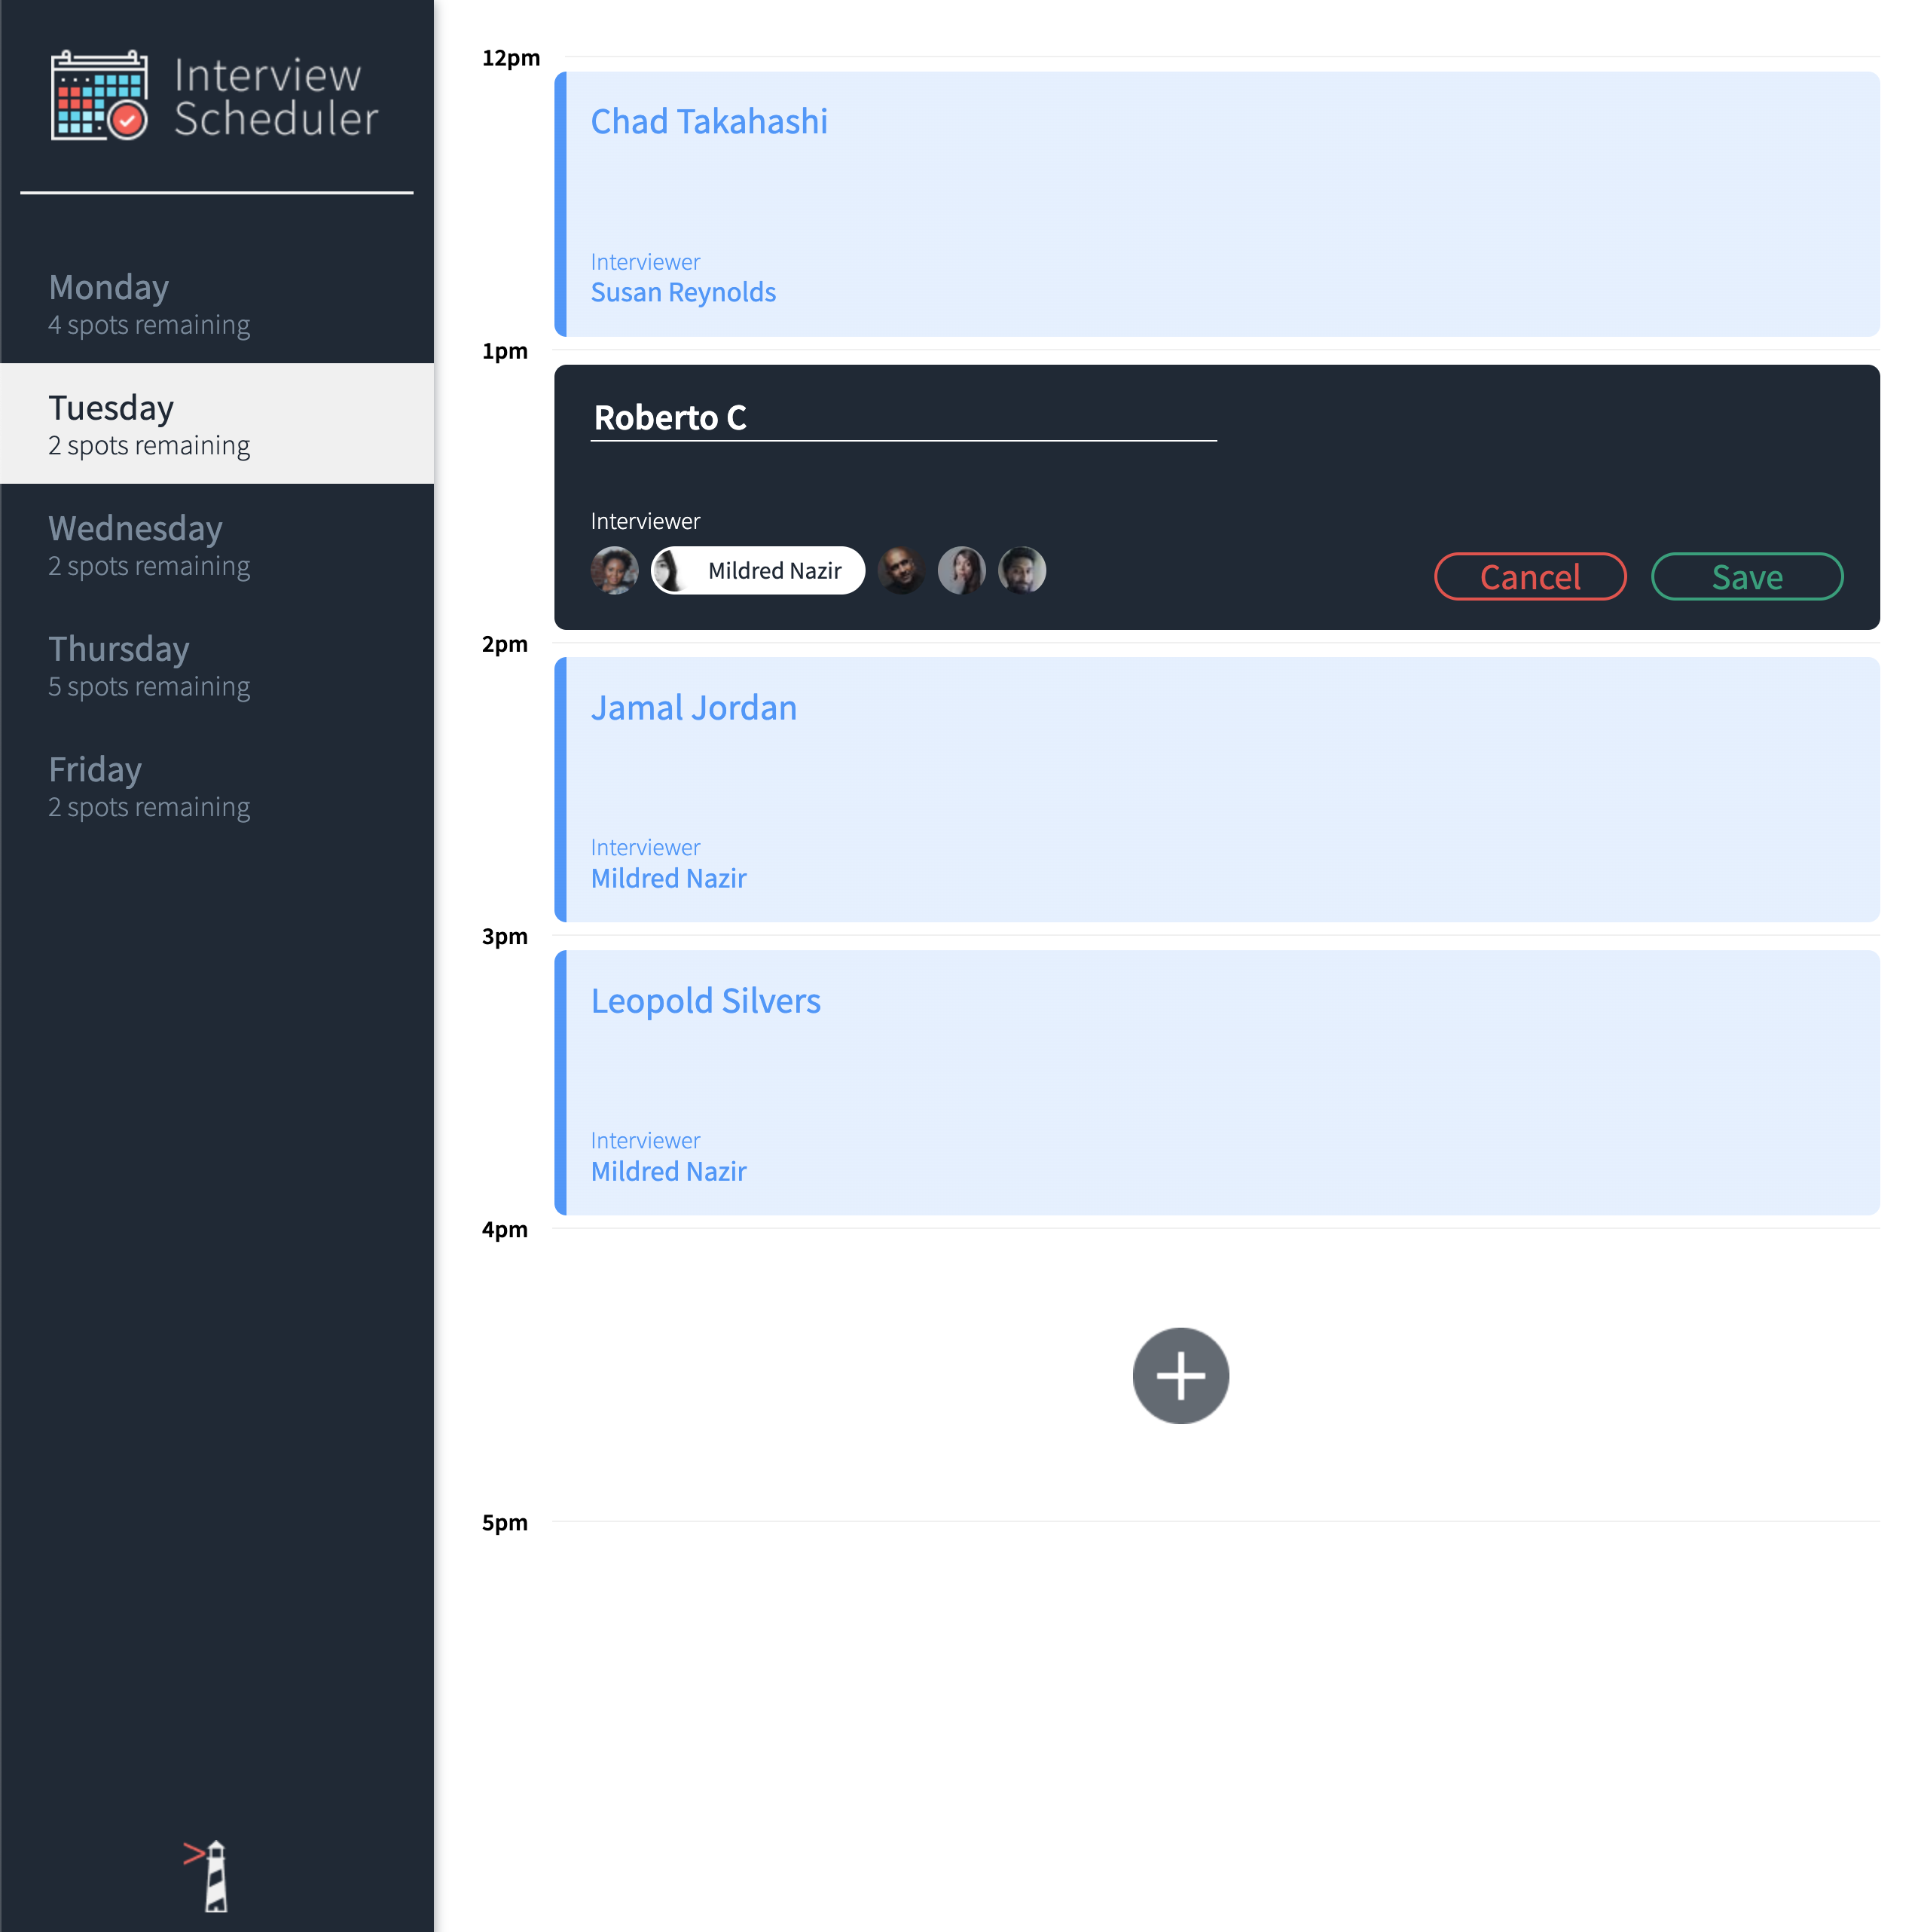 Interview
Scheduler
Monday
4 spots remaining
Tuesday
2 spots remaining
Wednesday
2 spots remaining
Thursday
5 spots remaining
Friday
2 spots remaining
12pm
Chad Takahashi
Interviewer
Susan Reynolds
1pm
Roberto C
Interviewer
Mildred Nazir
Cancel
Save
2pm
Jamal Jordan
Interviewer
Mildred Nazir
3pm
Leopold Silvers
Interviewer
Mildred Nazir
4pm
5pm